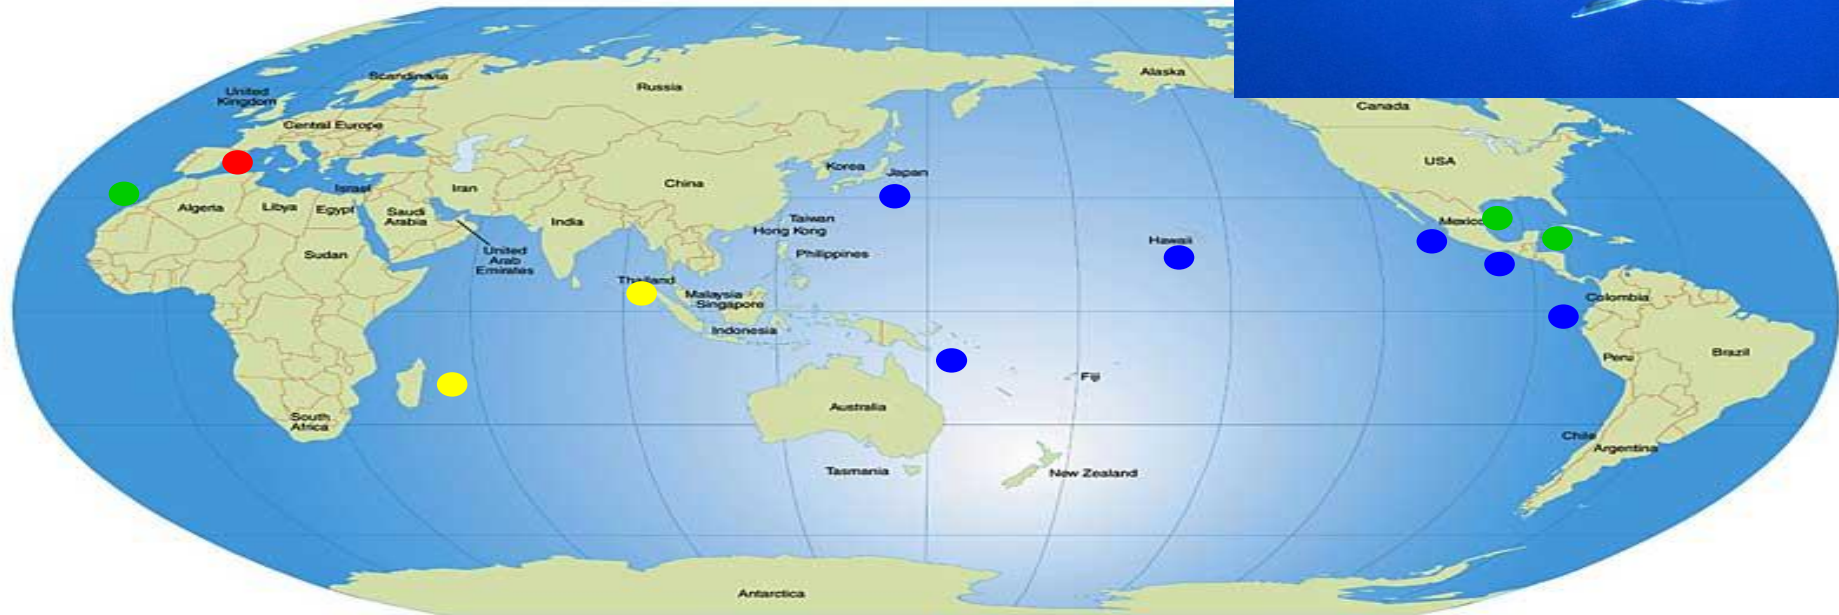 Scandinavia
Russia
Alaska
United
Kingdom
Canada
Central Europe
USA
Korea
Japan
China
Israel
Iran
Algeria
Libya
Egypt
Saudi
Arabia
India
Taiwan
Hong Kong
Mexico
United
Arab
Emirates
Sudan
Philippines
Hawaii
Thailand
Malaysia
Singapore
Colombia
Indonesia
Peru
Brazil
Fiji
Australia
South
Africa
Chile
Argentina
Tasmania
New Zealand
Antarctica